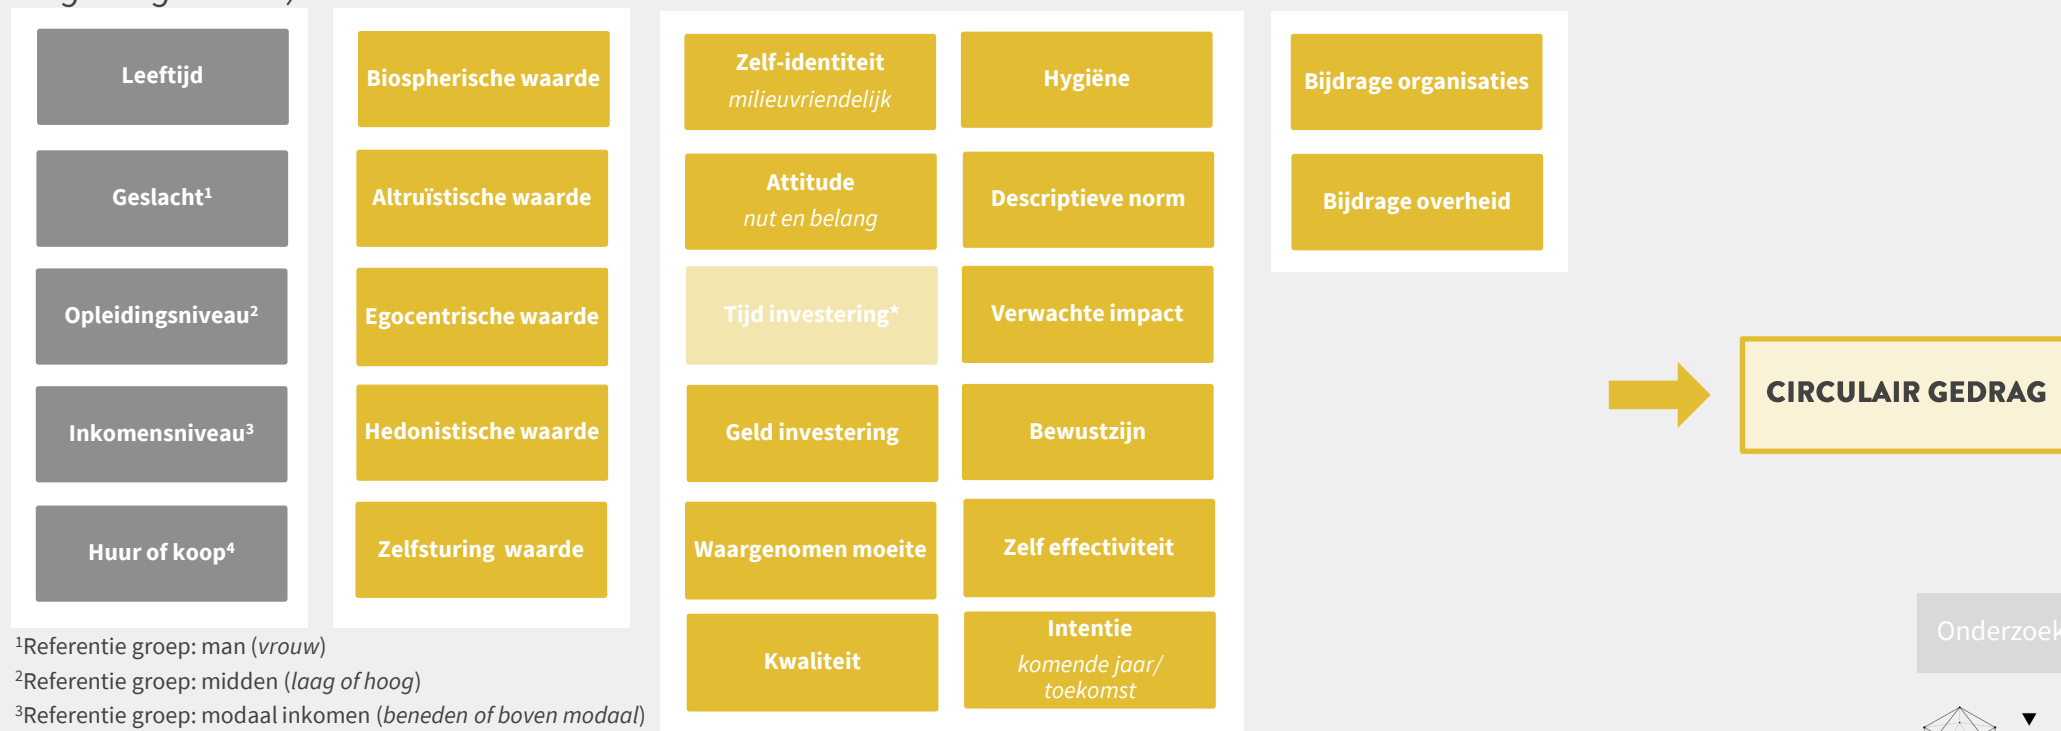 Leeftijd
Geslacht¹
Opleidingsniveau²
Inkomensniveau³
Huur of koop⁴
Biospherische waarde
Altruïstische waarde
Egocentrische waarde
Hedonistische waarde
Zelfsturing waarde
Zelf-identiteit
milieuvriendelijk
Attitude
nut en belang
Tijd investering*
Geld investering
Waargenomen moeite
Kwaliteit
Hygiëne
Descriptieve norm
Verwachte impact
Bewustzijn
Zelf effectiviteit
Intentie
komende jaar/
toekomst
Bijdrage organisaties
Bijdrage overheid
CIRCULAIR GEDRAG
Onderzoek
¹Referentie groep: man (vrouw)
²Referentie groep: midden (laag of hoog)
³Referentie groep: modaal inkomen (beneden of boven modaal)